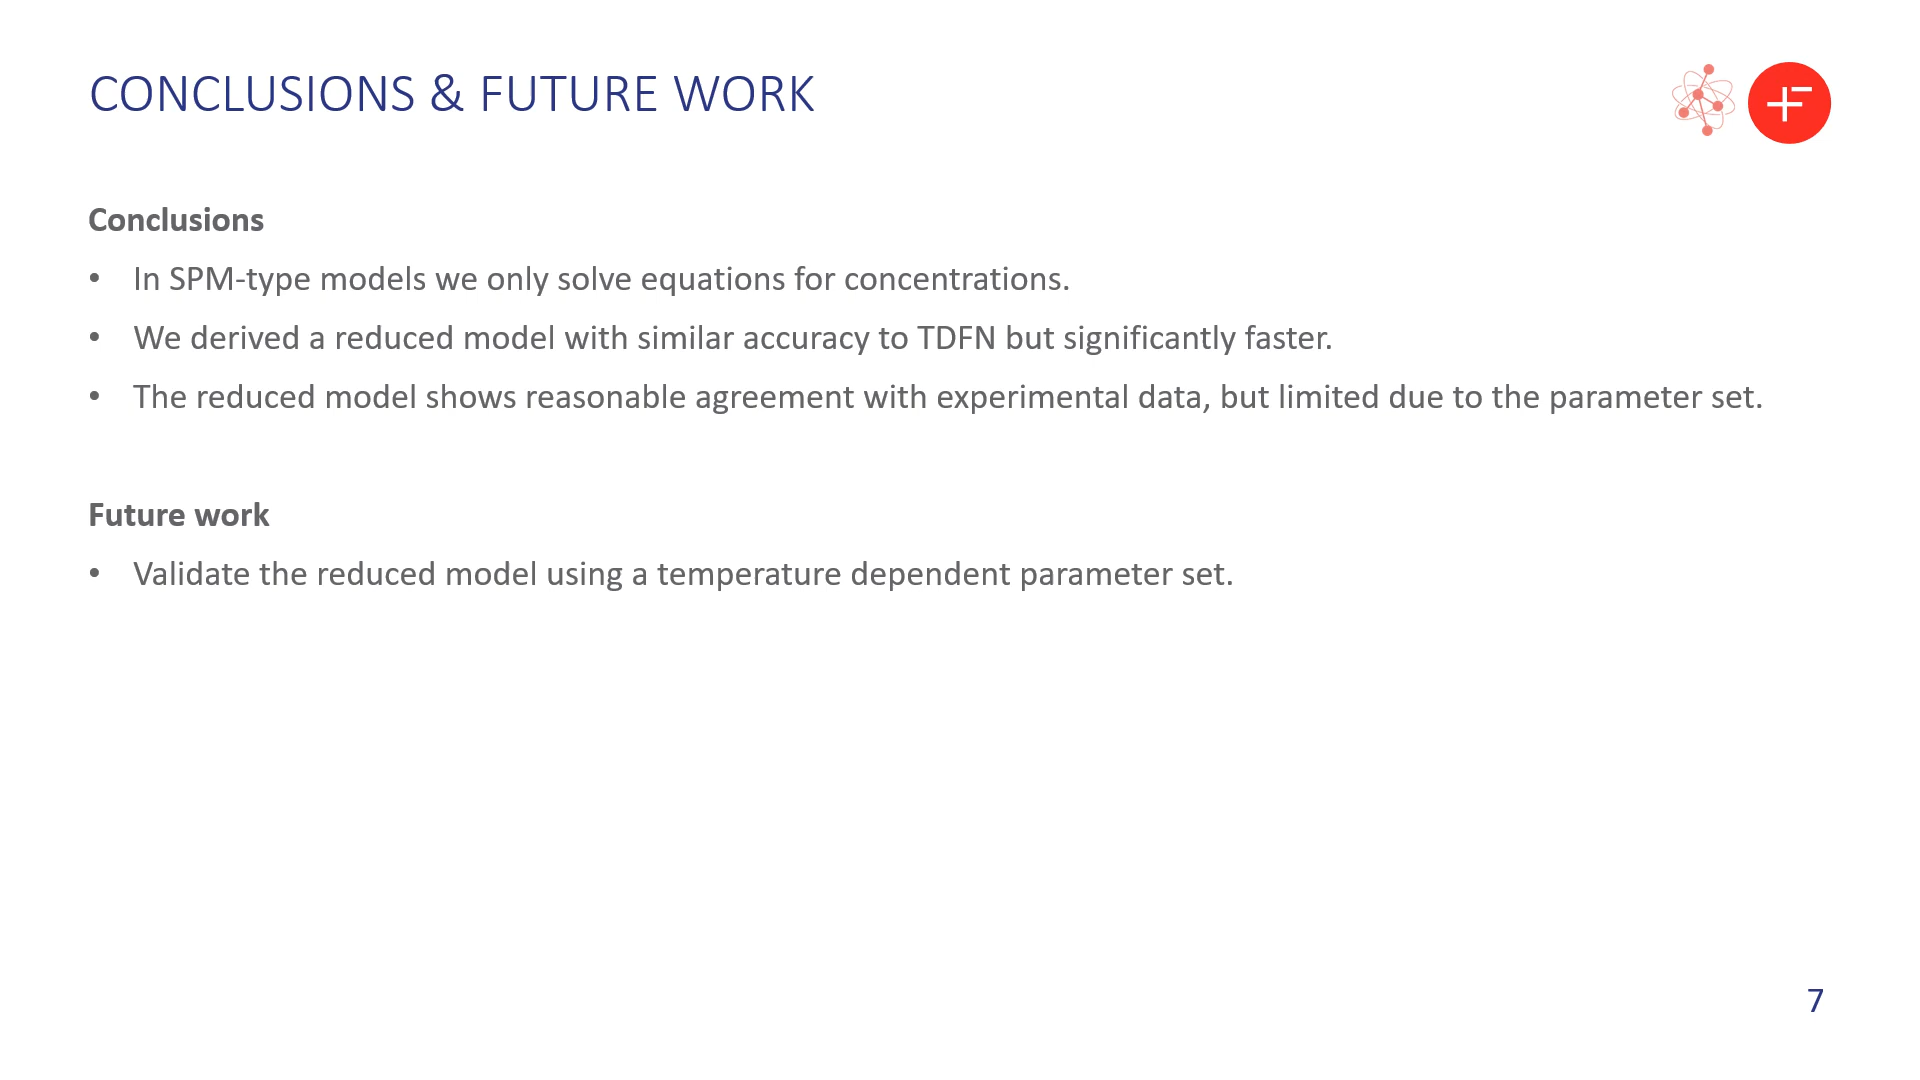 CONCLUSIONS & FUTURE WORK
Conclusions
• In SPM-type models we only solve equations for concentrations.
• We derived a reduced model with similar accuracy to TDFN but significantly faster.
• The reduced model shows reasonable agreement with experimental data, but limited due to the parameter set.
Future work
• Validate the reduced model using a temperature dependent parameter set.
7